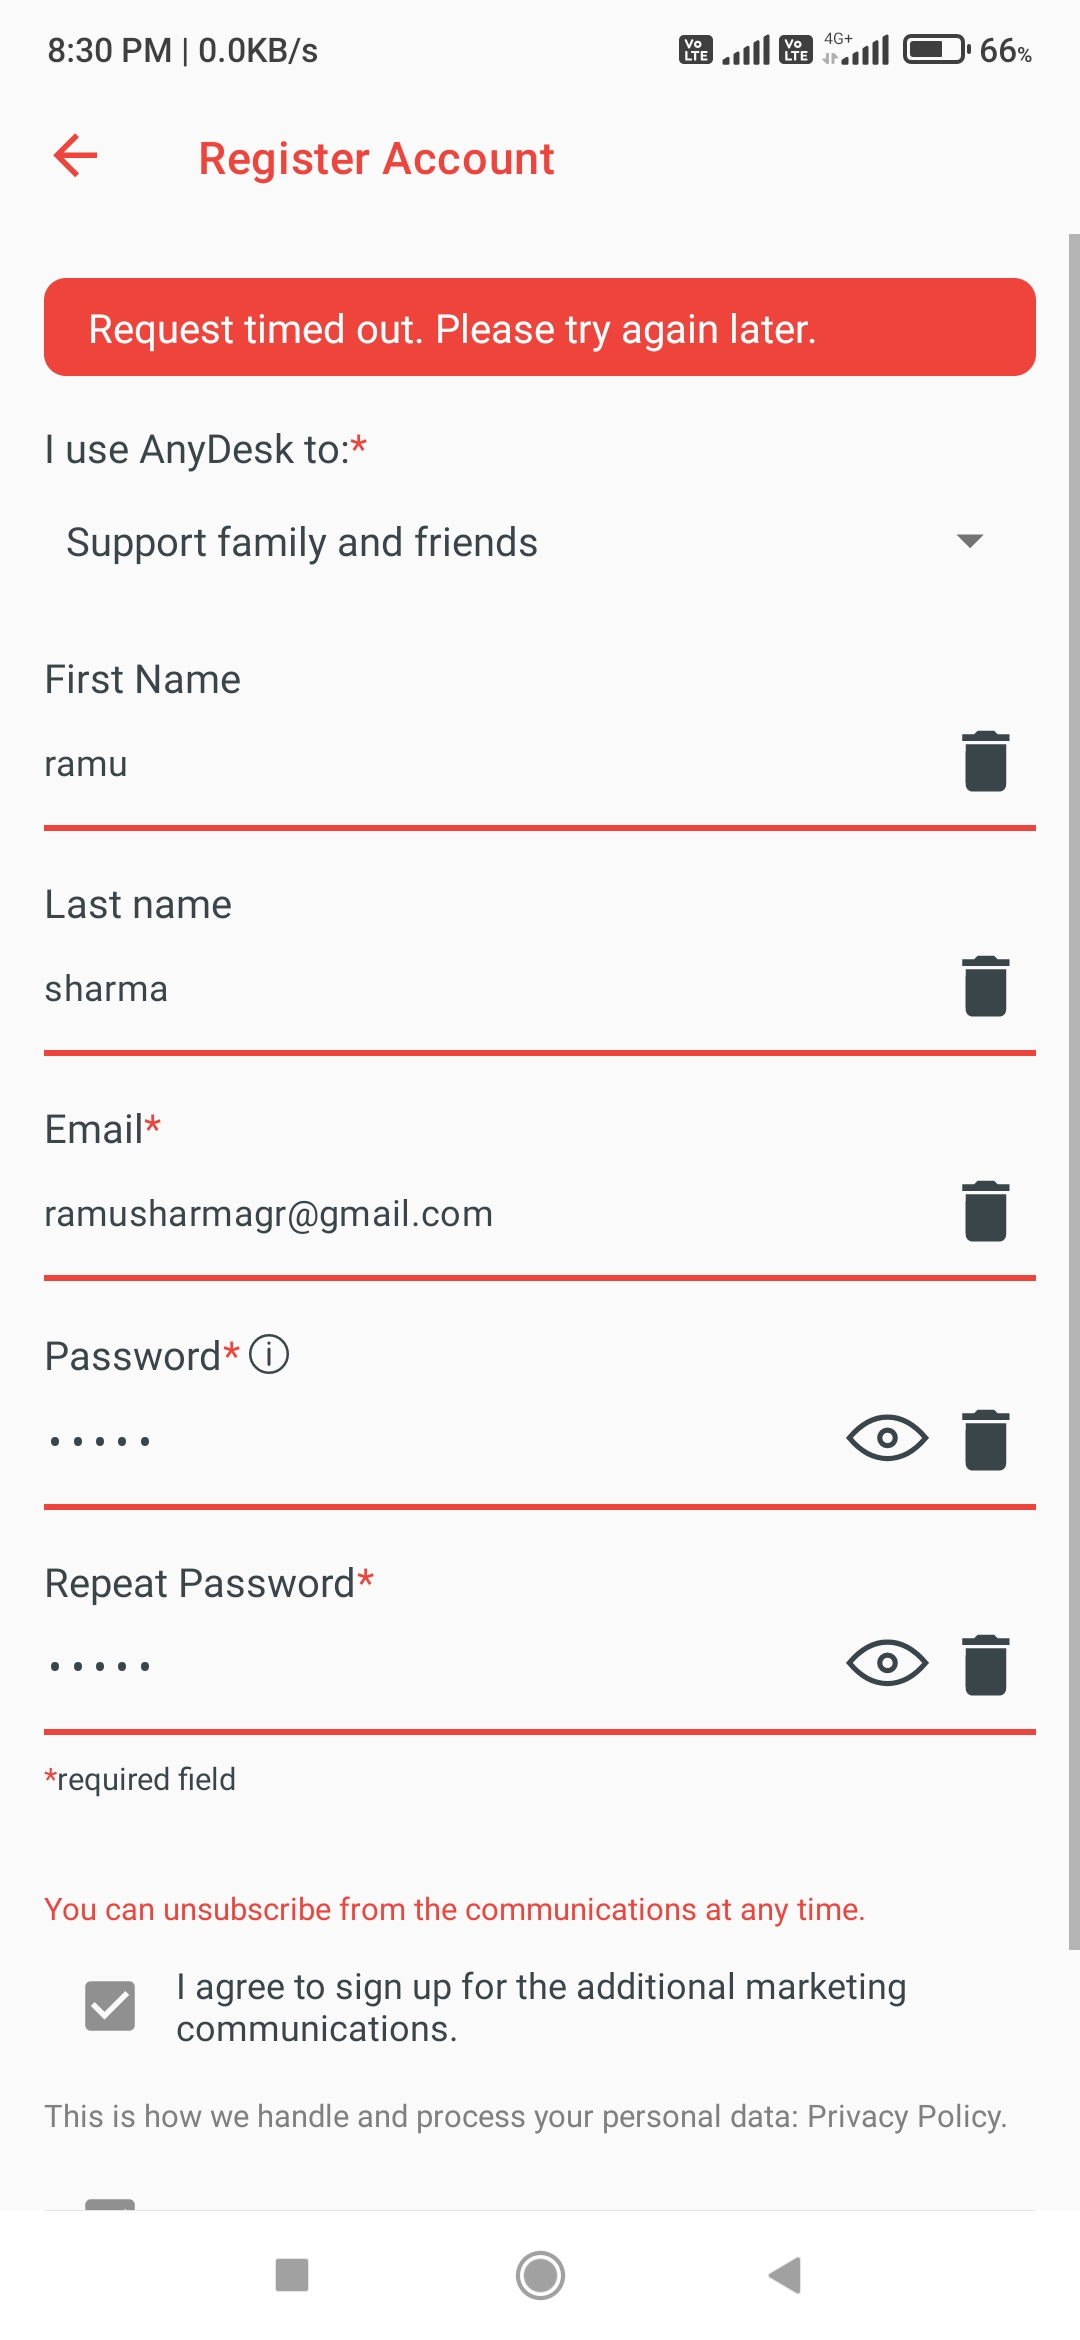 8:30 PM | 0.0KB/s Vo LTE Vo LTE 4G+ 66%
Register Account
Request timed out. Please try again later.
I use AnyDesk to:*
Support family and friends
First Name
ramu
Last name
sharma
Email*
ramusharmagr@gmail.com
Password*
•••••
Repeat Password*
•••••
*required field
You can unsubscribe from the communications at any time.
I agree to sign up for the additional marketing
communications.
This is how we handle and process your personal data: Privacy Policy.